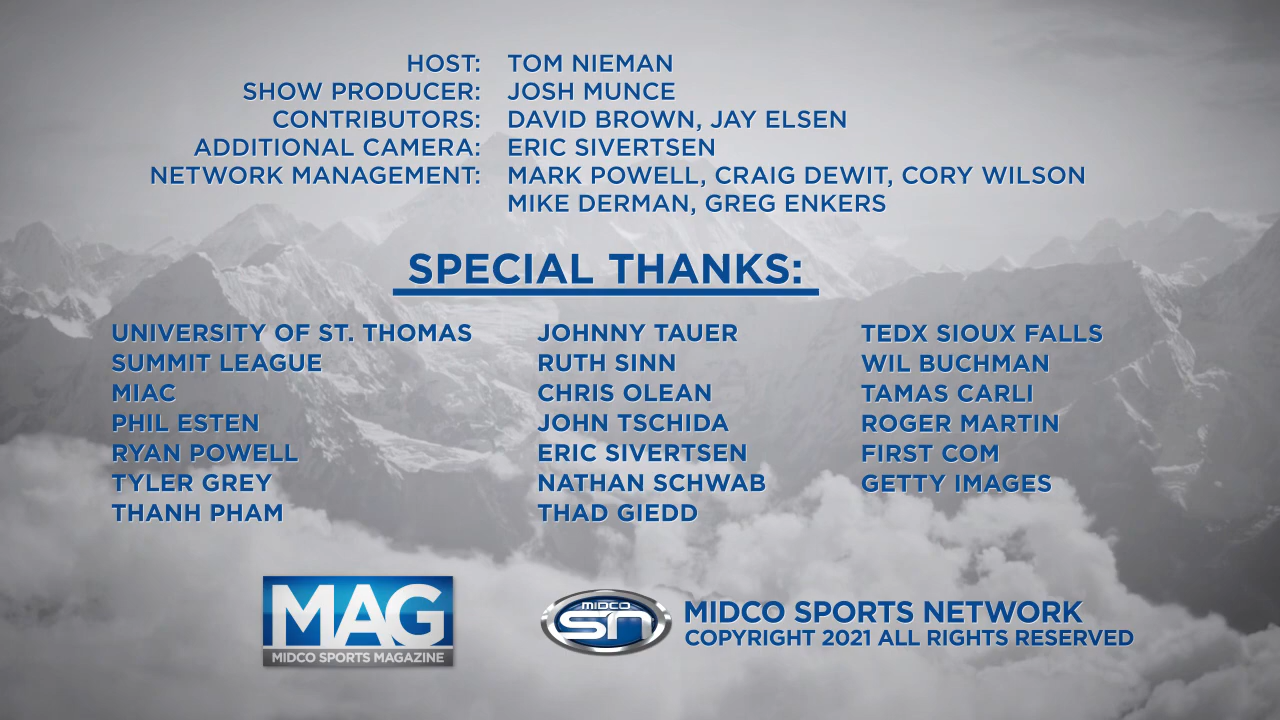 HOST: TOM NIEMAN
SHOW PRODUCER: JOSH MUNCE
CONTRIBUTORS: DAVID BROWN, JAY ELSEN
ADDITIONAL CAMERA: ERIC SIVERTSEN
NETWORK MANAGEMENT: MARK POWELL, CRAIG DEWIT, CORY WILSON
MIKE DERMAN, GREG ENKERS
SPECIAL THANKS:
UNIVERSITY OF ST. THOMAS
SUMMIT LEAGUE
MIAC
PHIL ESTEN
RYAN POWELL
TYLER GREY
THANH PHAM
JOHNNY TAUER
RUTH SINN
CHRIS OLEAN
JOHN TSCHIDA
ERIC SIVERTSEN
NATHAN SCHWAB
THAD GIEDD
TEDX SIOUX FALLS
WIL BUCHMAN
TAMAS CARLI
ROGER MARTIN
FIRST COM
GETTY IMAGES
MAG
MIDCO SPORTS MAGAZINE
MIDCO
SN
MIDCO SPORTS NETWORK
COPYRIGHT 2021 ALL RIGHTS RESERVED